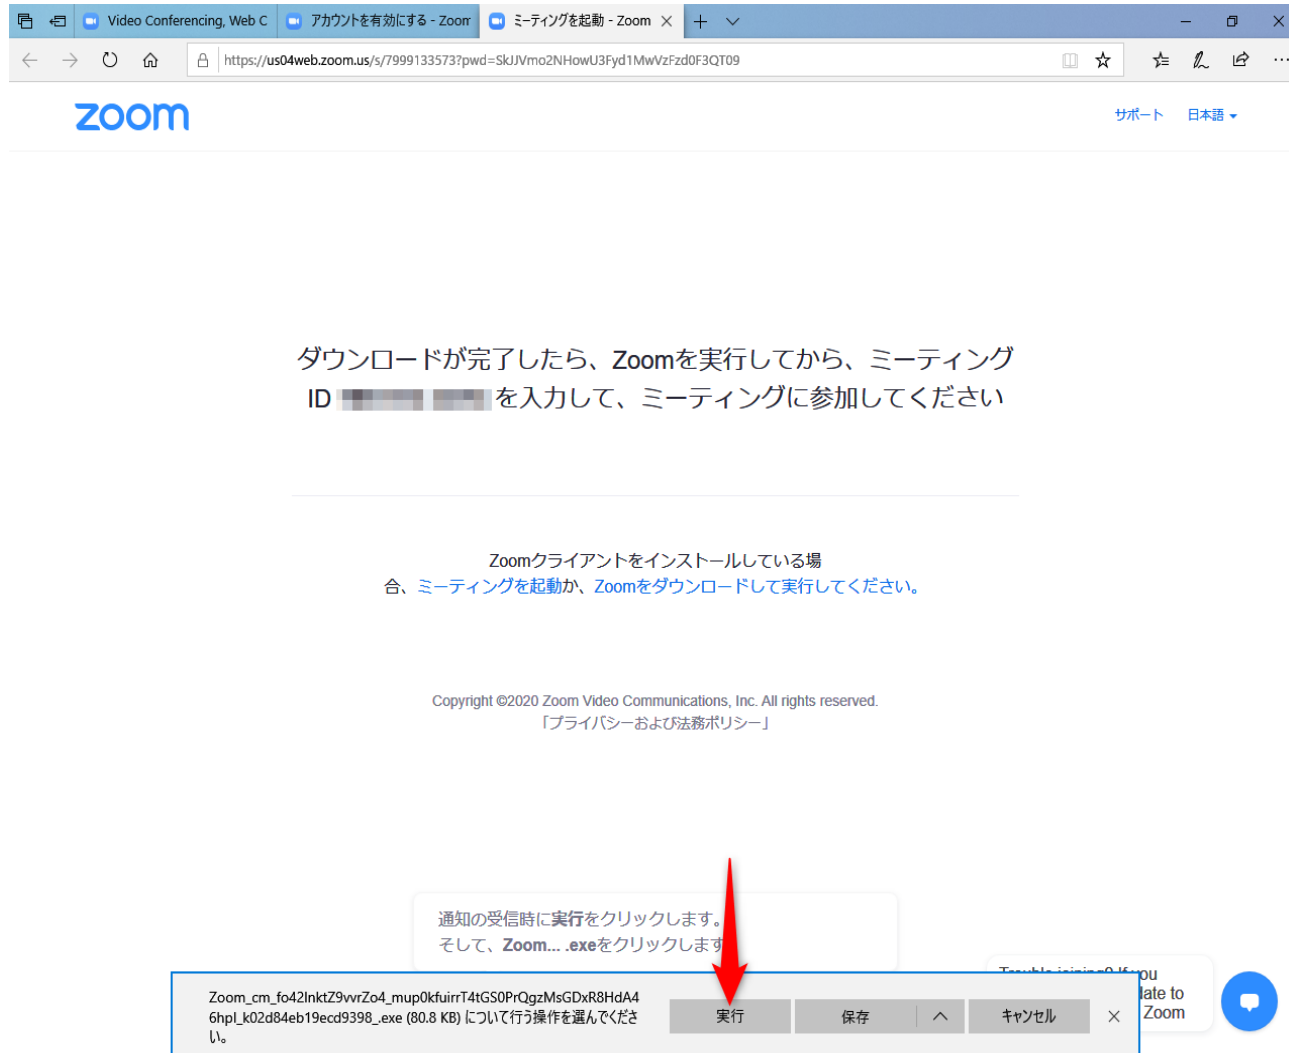 Video Conferencing, Web C
アカウントを有効にする - Zoom
ミーティングを起動 - Zoom
https://us04web.zoom.us/s/7999133573?pwd=SkJJVmo2NHowU3Fyd1MwVzFzd0F3QT09
zoom
サポート
日本語
ダウンロードが完了したら、Zoomを実行してから、ミーティング
ID を入力して、ミーティングに参加してください
Zoomクライアントをインストールしている場
合、ミーティングを起動か、Zoomをダウンロードして実行してください。
Copyright ©2020 Zoom Video Communications, Inc. All rights reserved.
「プライバシーおよび法務ポリシー」
通知の受信時に実行をクリックします。
そして、Zoom... .exeをクリックします
you
date to
Zoom
Zoom_cm_fo42lnktZ9vvrZo4_mup0kfuirrT4tGS0PrQgzMsGDxR8HdA4
6hpI_k02d84eb19ecd9398_.exe (80.8 KB) について行う操作を選んでくださ
い。
実行
保存
キャンセル